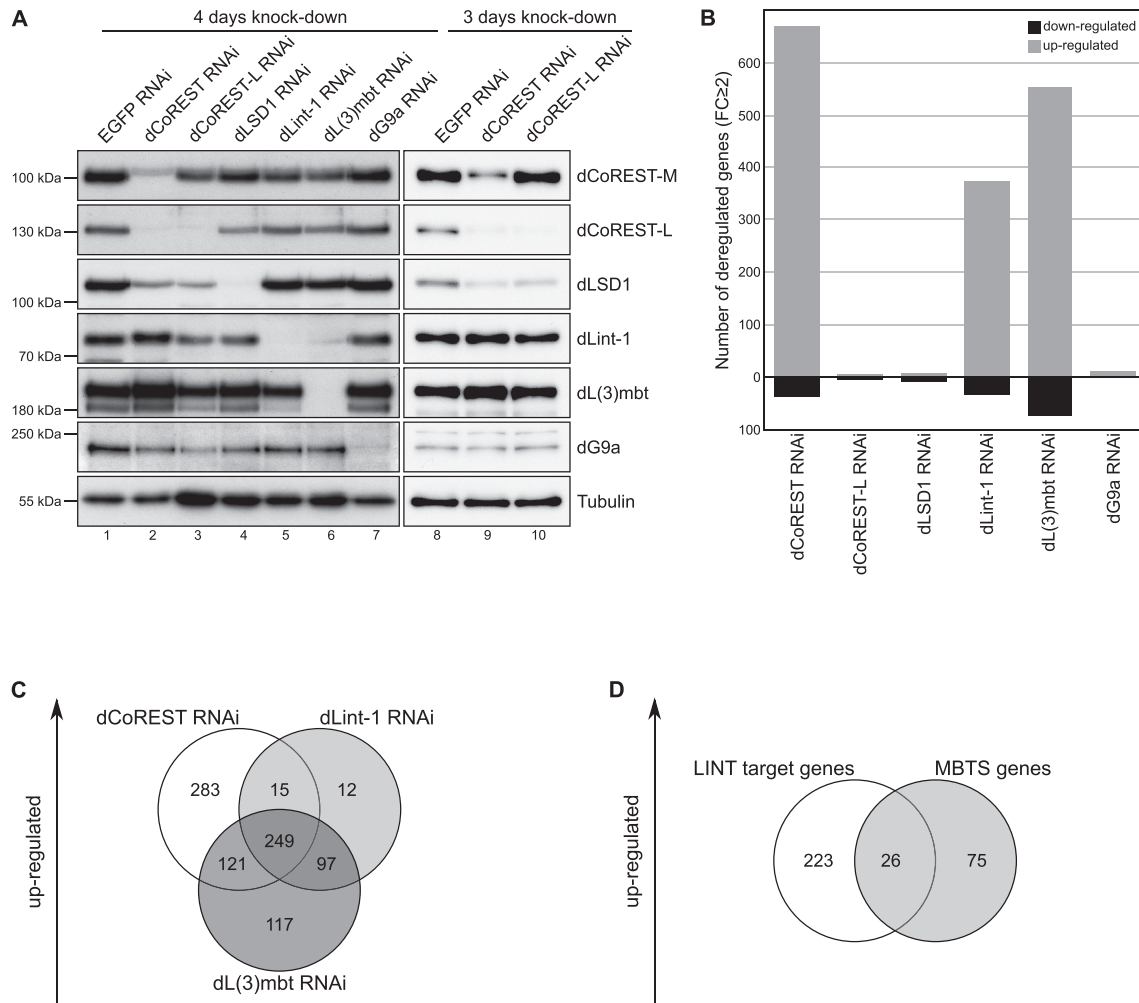 A
4 days knock-down
3 days knock-down
EGFP RNAi
dCoREST RNAi
dCoREST-L RNAi
dLSD1 RNAi
dLint-1 RNAi
dL(3)mbt RNAi
dG9a RNAi
EGFP RNAi
dCoREST RNAi
dCoREST-L RNAi
100 kDa
dCoREST-M
130 kDa
dCoREST-L
dLSD1
100 kDa
dLint-1
70 kDa
dL(3)mbt
180 kDa
250 kDa
dG9a
55 kDa
Tubulin
1 2 3 4 5 6 7 8 9 10
B
down-regulated
up-regulated
Number of deregulated genes (FC≥2)
600
500
400
300
200
100
0
100
dCoREST RNAi
dCoREST-L RNAi
dLSD1 RNAi
dLint-1 RNAi
dL(3)mbt RNAi
dG9a RNAi
C
up-regulated
dCoREST RNAi
dLint-1 RNAi
283
15
12
249
121
97
117
dL(3)mbt RNAi
D
up-regulated
LINT target genes
MBTS genes
223
26
75